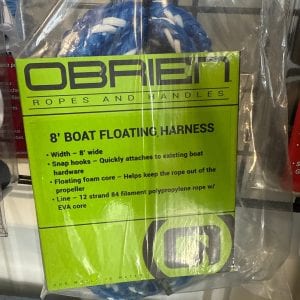 OBRIEN
ROPES AND HANDLES
8' BOAT FLOATING HARNESS
• Width – 8' wide
• Snap hooks – Quickly attaches to existing boat
hardware
• Floating foam core – Helps keep the rope out of the
propeller
• Line – 12 strand 84 filament polypropylene rope w/
EVA core